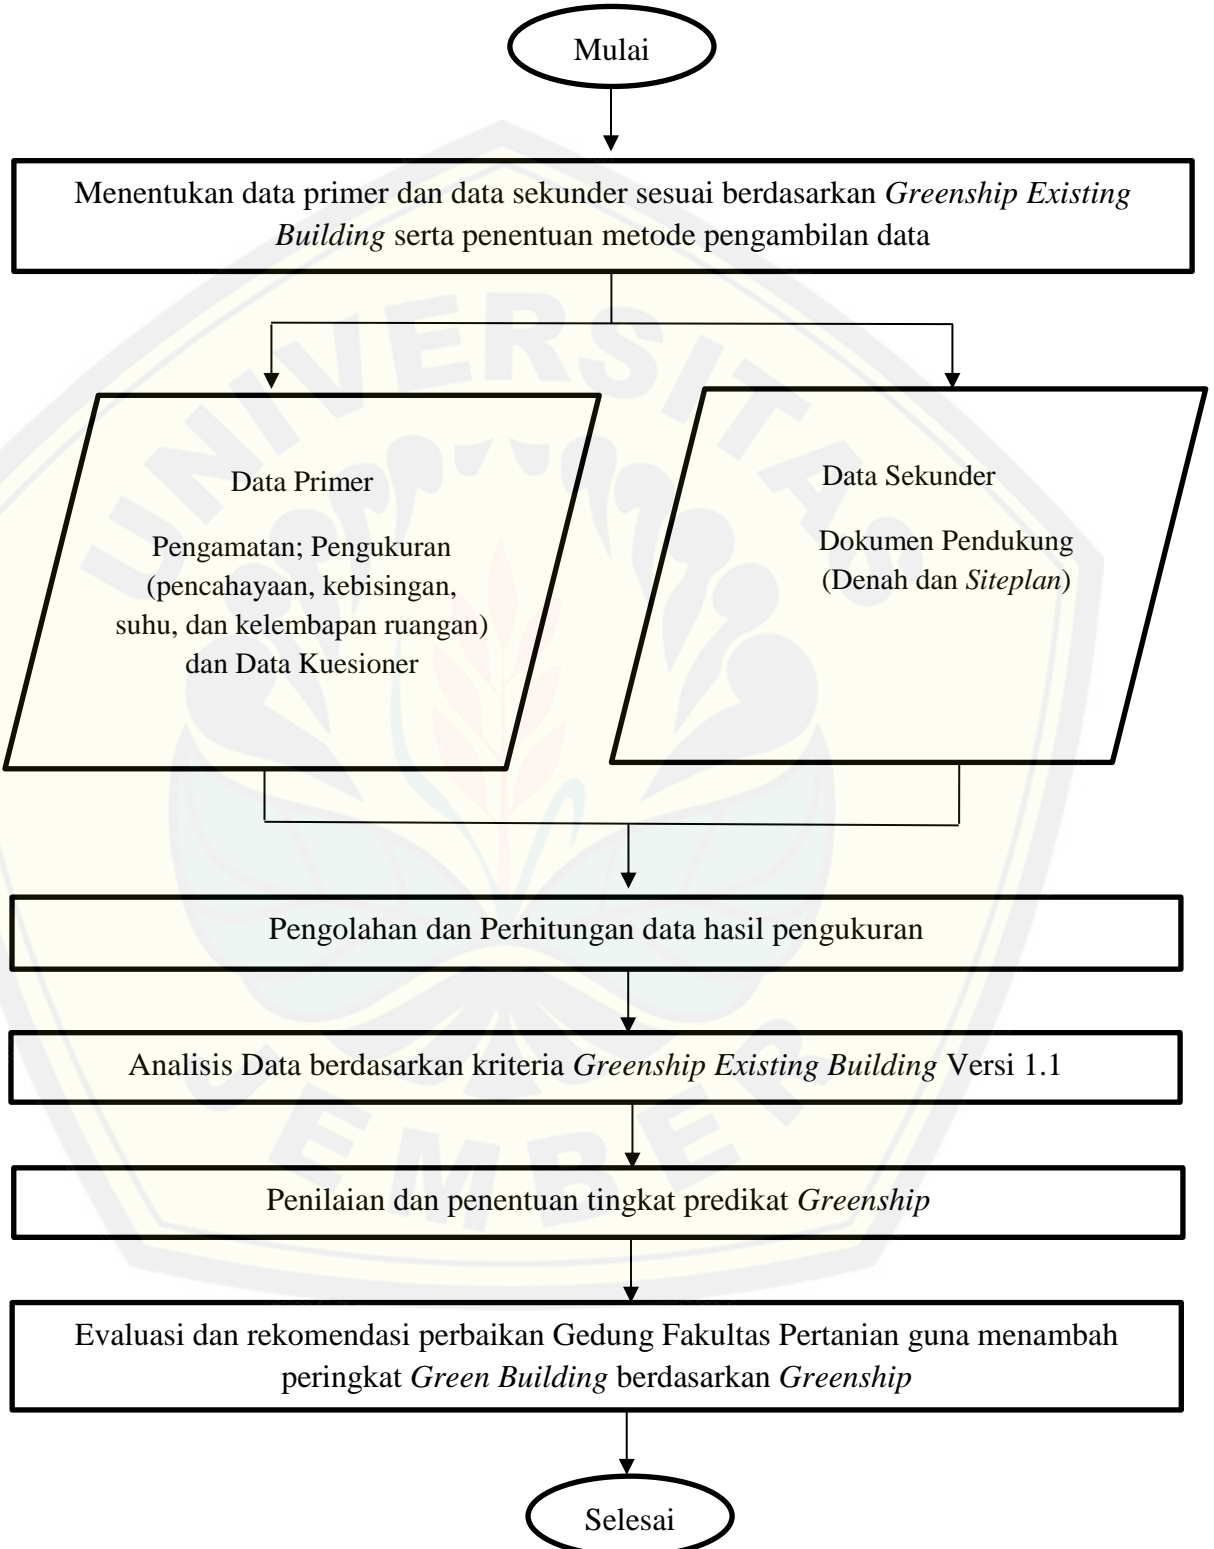 Mulai
Menentukan data primer dan data sekunder sesuai berdasarkan Greenship Existing
Building serta penentuan metode pengambilan data
Data Primer
Pengamatan; Pengukuran
(pencahayaan, kebisingan,
suhu, dan kelembapan ruangan)
dan Data Kuesioner
Data Sekunder
Dokumen Pendukung
(Denah dan Siteplan)
Pengolahan dan Perhitungan data hasil pengukuran
Analisis Data berdasarkan kriteria Greenship Existing Building Versi 1.1
Penilaian dan penentuan tingkat predikat Greenship
Evaluasi dan rekomendasi perbaikan Gedung Fakultas Pertanian guna menambah
peringkat Green Building berdasarkan Greenship
Selesai
UNIVERSITAS
JEMBER